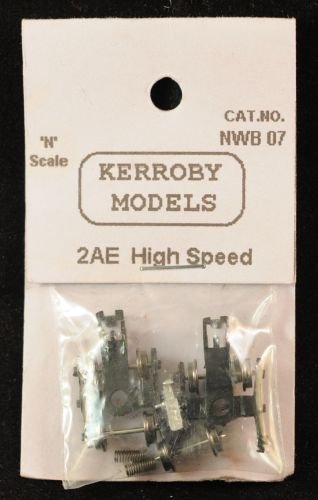 CAT.NO.
NWB 07
'N'
Scale
KERROBY
MODELS
2AE High Speed